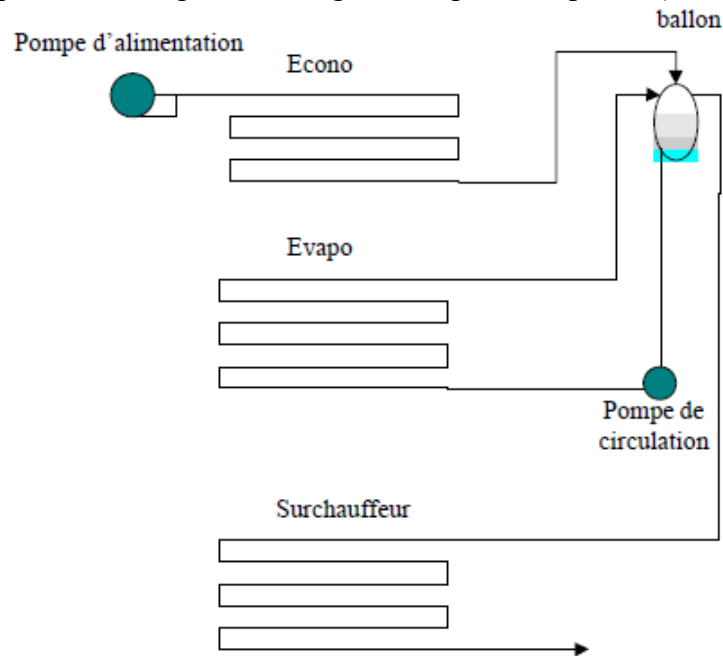 ballon
Pompe d’alimentation
Econo
Evapo
Pompe de
circulation
Surchauffeur